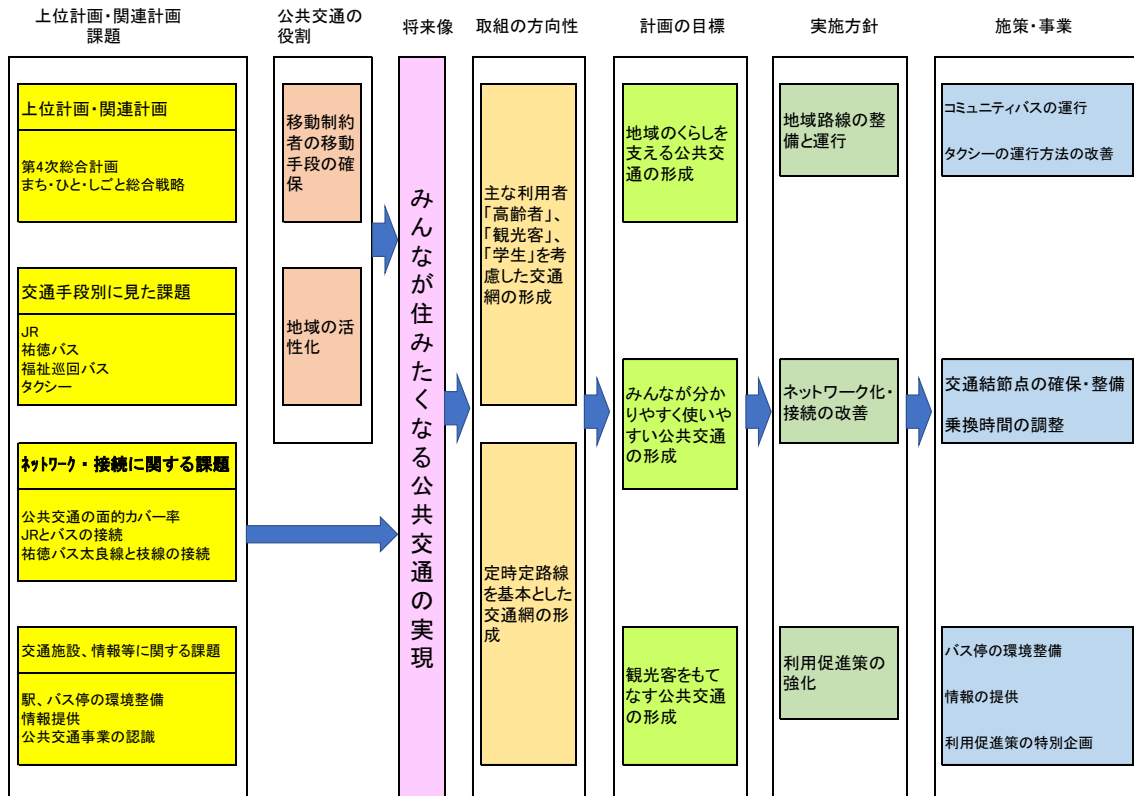 上位計画・関連計画
課題
公共交通の
役割
将来像
取組の方向性
計画の目標
実施方針
施策・事業
上位計画・関連計画
第4次総合計画
まち・ひと・しごと総合戦略
交通手段別に見た課題
JR
祐徳バス
福祉巡回バス
タクシー
ネットワーク・接続に関する課題
公共交通の面的カバー率
JRとバスの接続
祐徳バス太良線と枝線の接続
交通施設、情報等に関する課題
駅、バス停の環境整備
情報提供
公共交通事業の認識
移動制約
者の移動
手段の確
保
地域の活
性化
みんなが住みたくなる公共交通の実現
主な利用者
「高齢者」、
「観光客」、
「学生」を考
慮した交通
網の形成
定時定路線
を基本とした
交通網の形
成
地域のくらしを
支える公共交
通の形成
みんなが分か
りやすく使いや
すい公共交通
の形成
観光客をもて
なす公共交通
の形成
地域路線の整
備と運行
ネットワーク化・
接続の改善
利用促進策の
強化
コミュニティバスの運行
タクシーの運行方法の改善
交通結節点の確保・整備
乗換時間の調整
バス停の環境整備
情報の提供
利用促進策の特別企画